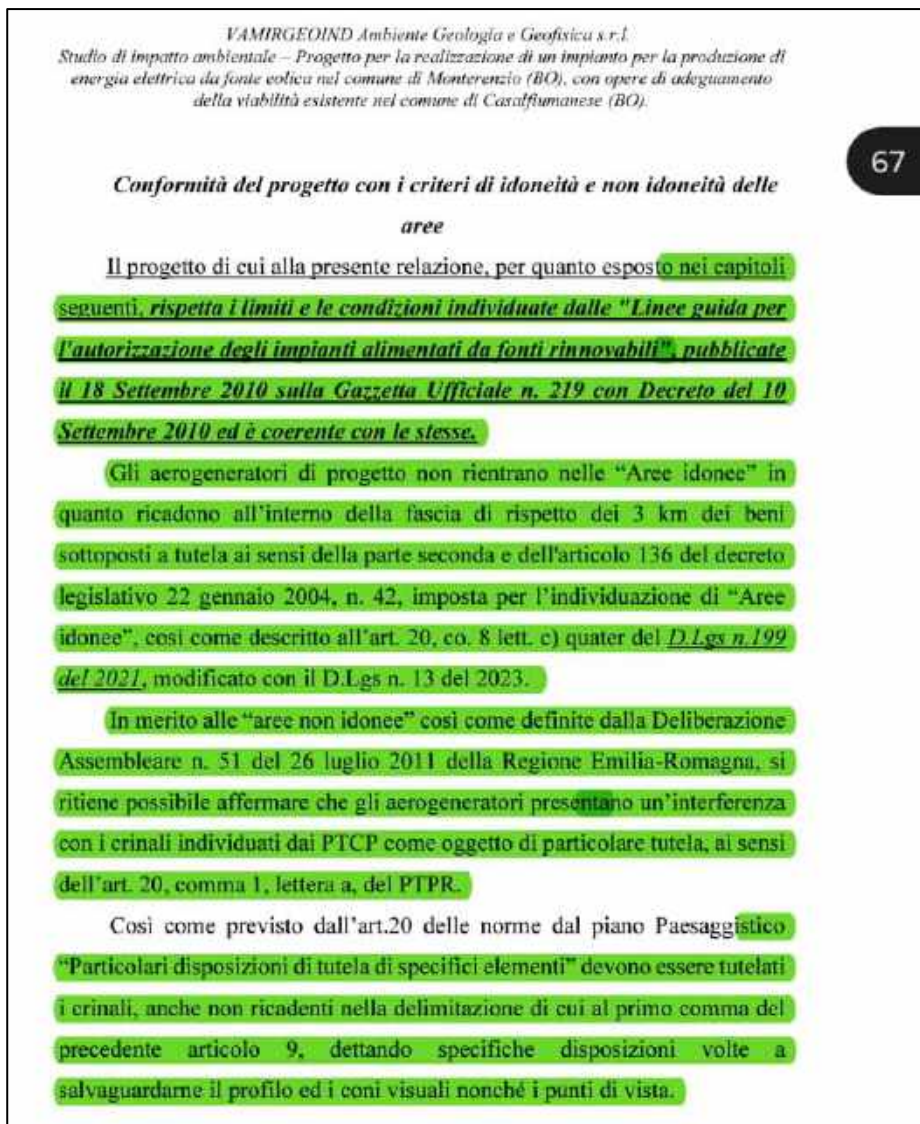 VAMIRGEOIND Ambiente Geologia e Geofisica s.r.l.
Studio di impatto ambientale – Progetto per la realizzazione di un impianto per la produzione di
energia elettrica da fonte eolica nel comune di Monterenzio (BO), con opere di adeguamento
della viabilità esistente nel comune di Casalfiumanese (BO).
67
Conformità del progetto con i criteri di idoneità e non idoneità delle
aree
Il progetto di cui alla presente relazione, per quanto esposto nei capitoli
seguenti, rispetta i limiti e le condizioni individuate dalle "Linee guida per
l'autorizzazione degli impianti alimentati da fonti rinnovabili", pubblicate
il 18 Settembre 2010 sulla Gazzetta Ufficiale n. 219 con Decreto del 10
Settembre 2010 ed è coerente con le stesse.
Gli aerogeneratori di progetto non rientrano nelle “Aree idonee” in
quanto ricadono all’interno della fascia di rispetto dei 3 km dei beni
sottoposti a tutela ai sensi della parte seconda e dell'articolo 136 del decreto
legislativo 22 gennaio 2004, n. 42, imposta per l’individuazione di “Aree
idonee”, così come descritto all’art. 20, co. 8 lett. c) quater del D.Lgs n.199
del 2021, modificato con il D.Lgs n. 13 del 2023.
In merito alle “aree non idonee” così come definite dalla Deliberazione
Assembleare n. 51 del 26 luglio 2011 della Regione Emilia-Romagna, si
ritiene possibile affermare che gli aerogeneratori presentano un’interferenza
con i crinali individuati dai PTCP come oggetto di particolare tutela, ai sensi
dell’art. 20, comma 1, lettera a, del PTPR.
Così come previsto dall’art.20 delle norme dal piano Paesaggistico
“Particolari disposizioni di tutela di specifici elementi” devono essere tutelati
i crinali, anche non ricadenti nella delimitazione di cui al primo comma del
precedente articolo 9, dettando specifiche disposizioni volte a
salvaguardarne il profilo ed i coni visuali nonché i punti di vista.